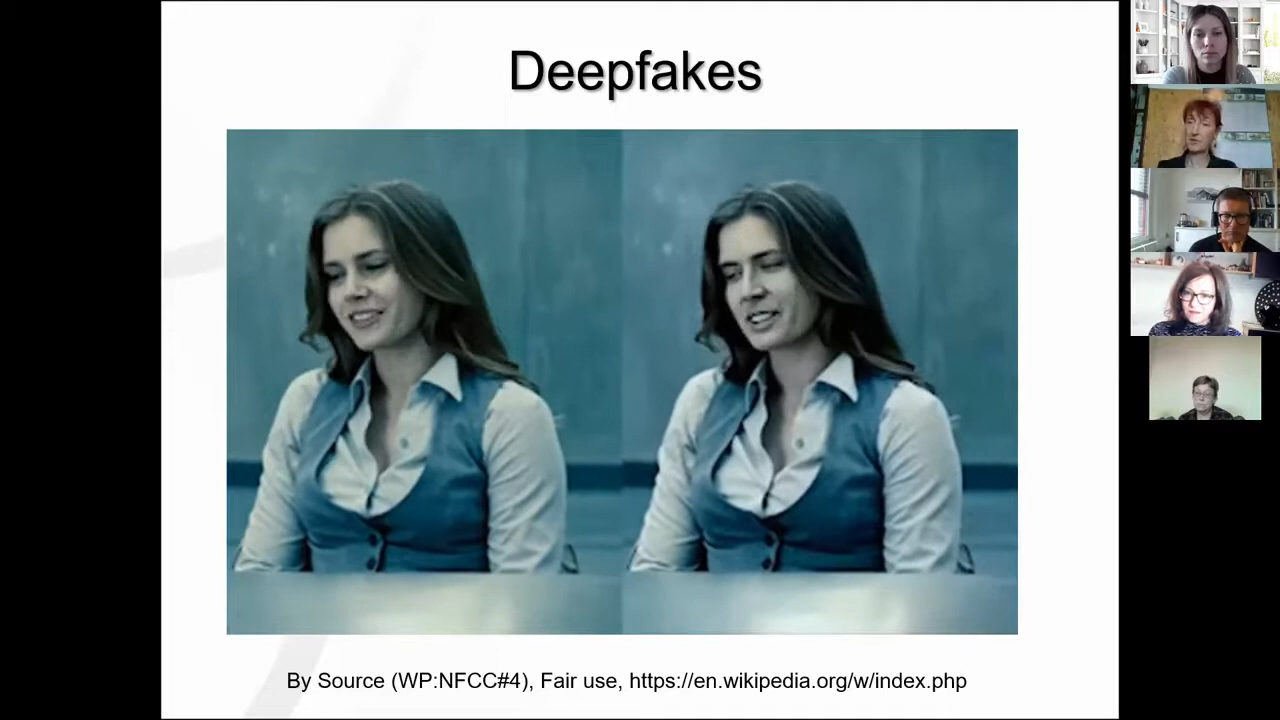 Deepfakes
By Source (WP:NFCC#4), Fair use, https://en.wikipedia.org/w/index.php